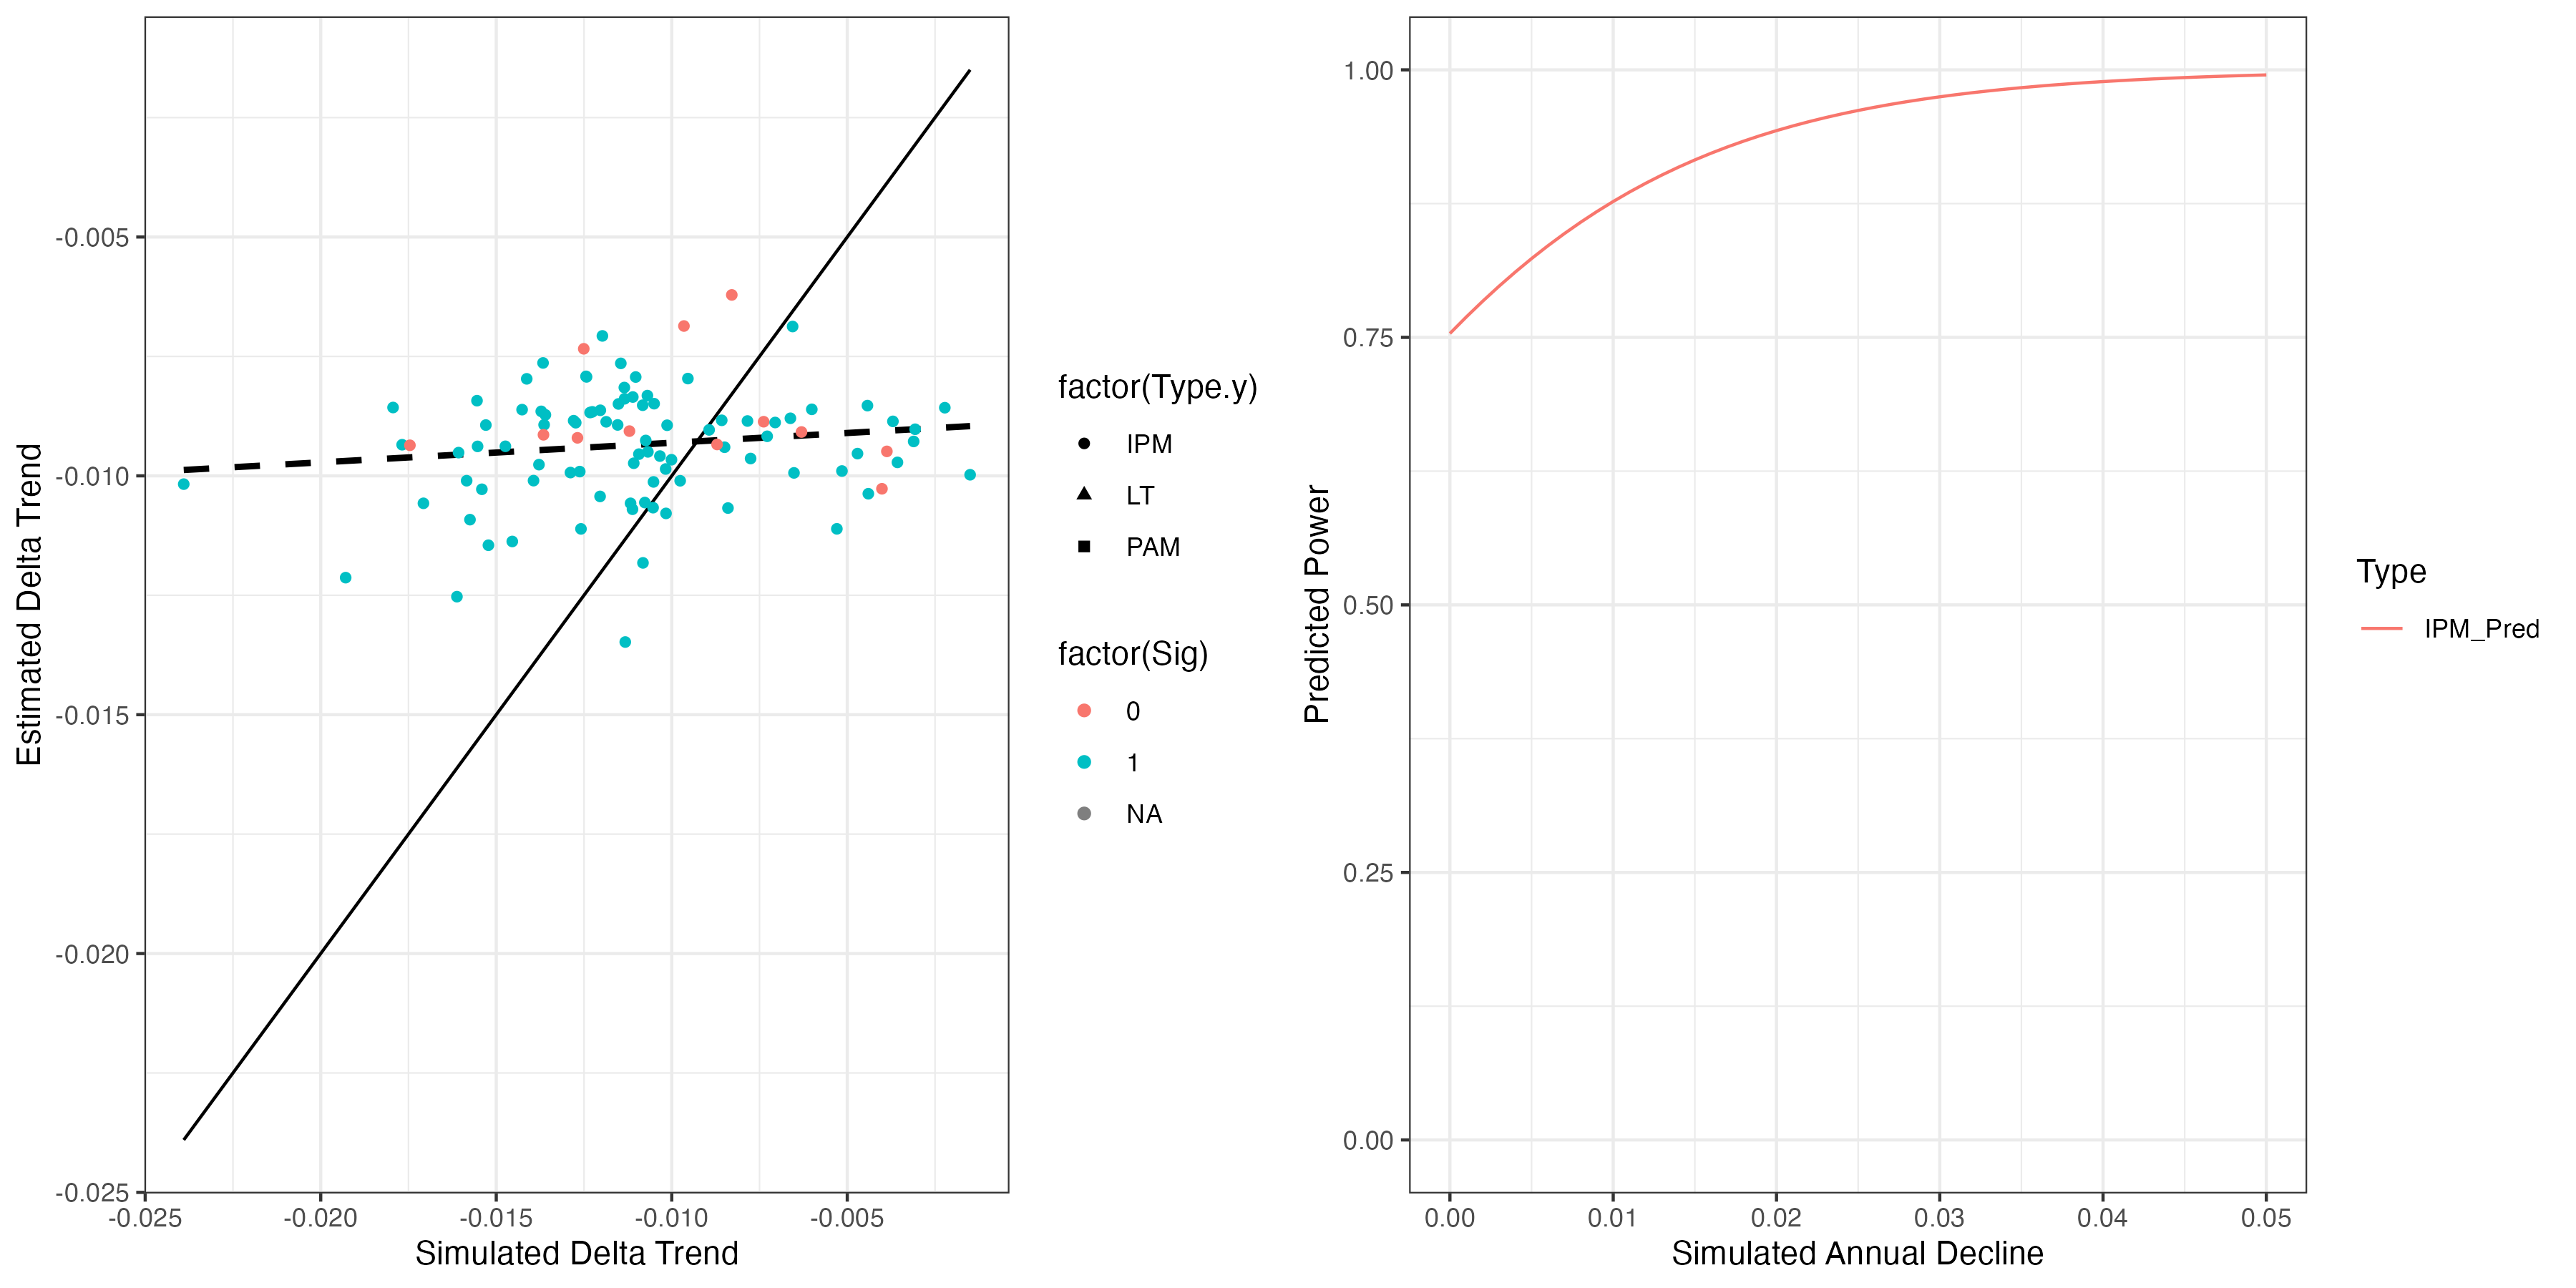 Estimated Delta Trend
-0.005
-0.010
-0.015
-0.020
-0.025
-0.025 -0.020 -0.015 -0.010 -0.005
Simulated Delta Trend
factor(Type.y)
IPM
LT
PAM
factor(Sig)
0
1
NA
Predicted Power
1.00
0.75
0.50
0.25
0.00
0.00 0.01 0.02 0.03 0.04 0.05
Simulated Annual Decline
Type
IPM_Pred